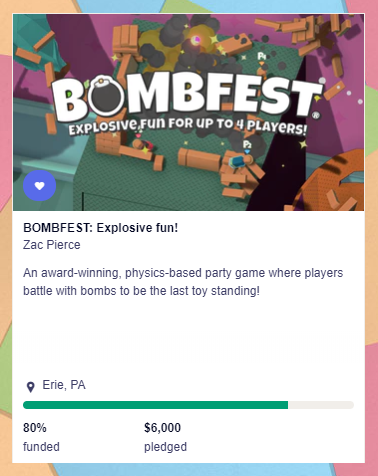 BOMBFEST
EXPLOSIVE FUN FOR UP TO 4 PLAYERS!
BOMBFEST: Explosive fun!
Zac Pierce
An award-winning, physics-based party game where players
battle with bombs to be the last toy standing!
Erie, PA
80%
$6,000
funded
pledged